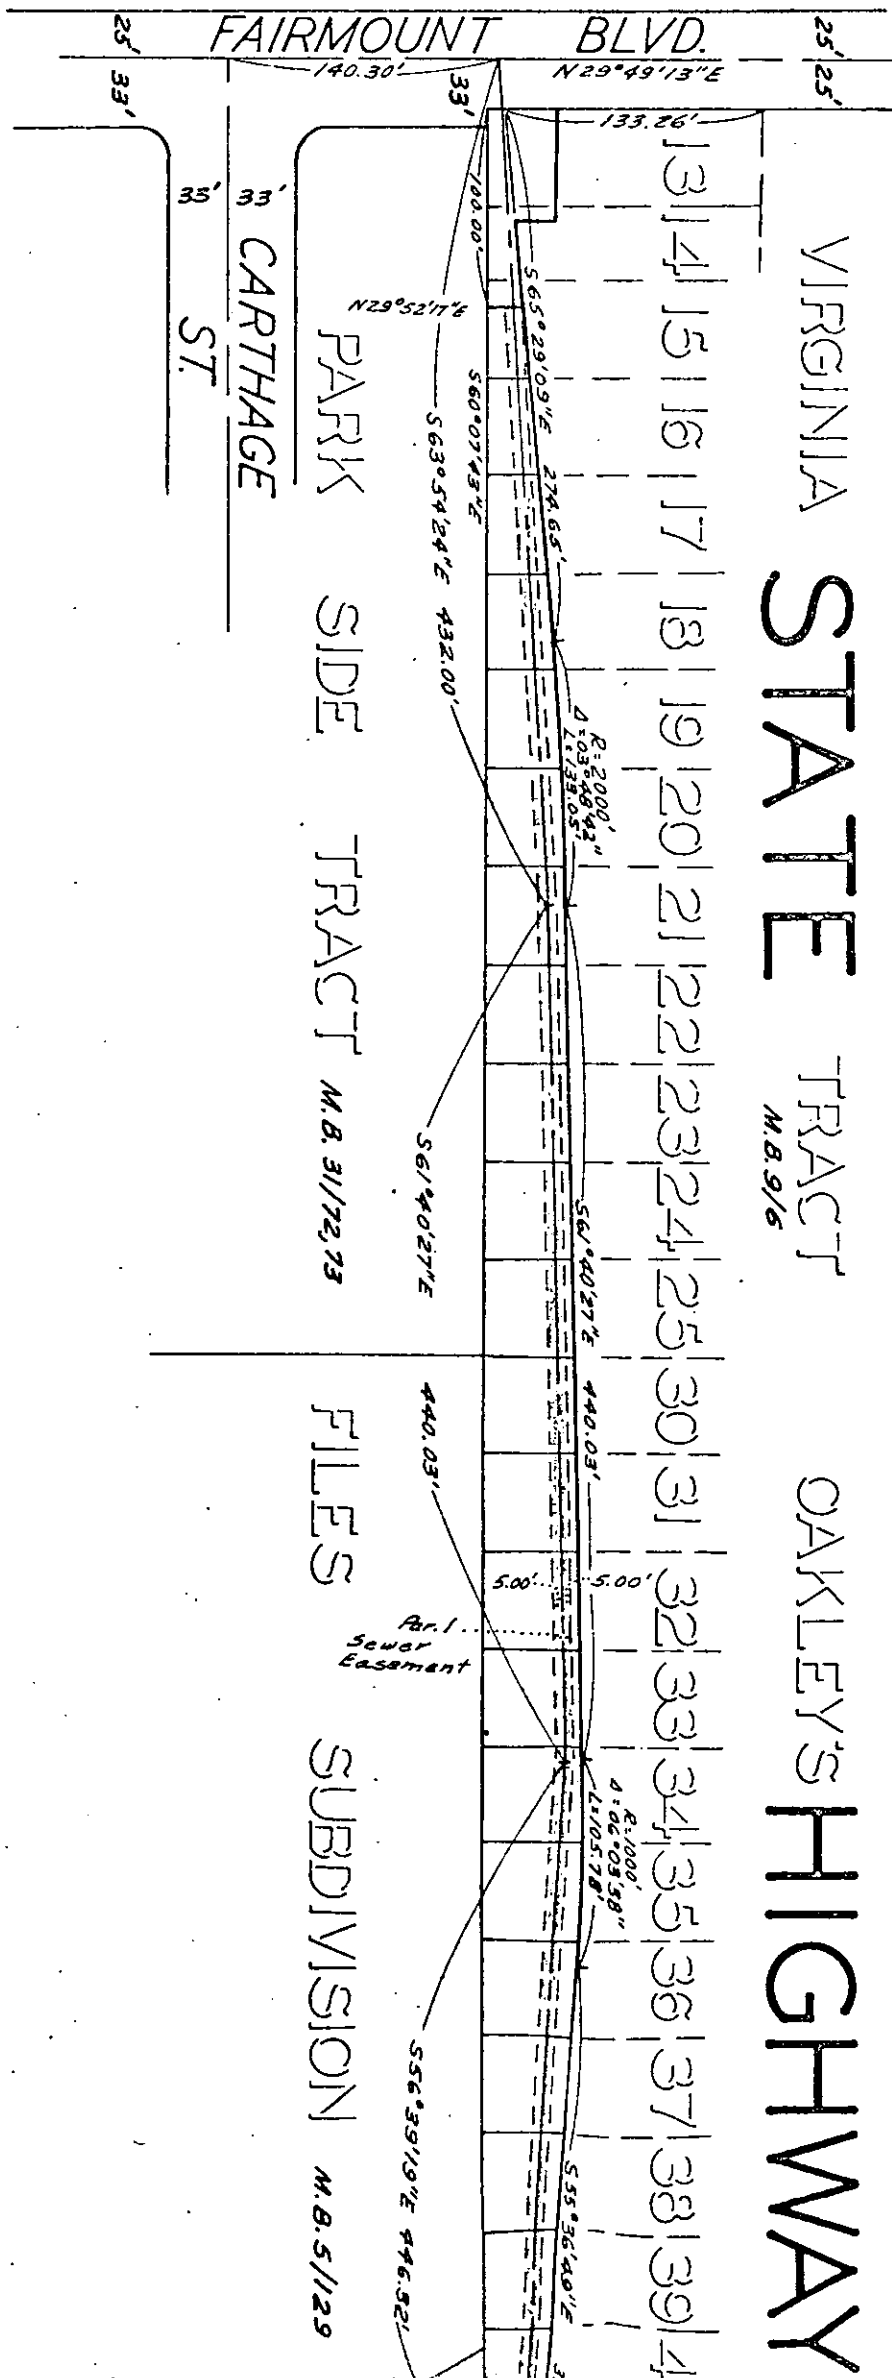 FAIRMOUNT BLVD.
25'
33'
140.30'
33'
N29°49'13"E
25' 25'
133.26'
33' 33'
CARTHAGE
ST.
100.00'
N29°52'17"E
S60°07'43"E
S65°29'09"E 274.65'
S63°54'24"E 432.00'
R=2000'
L=133.05'
13 14 15 16 17 18 19 20 21 22 23 24 25 30 31 32 33 34 35 36 37 38 39 4
VIRGINIA TRACT
M.B. 9/6
OAKLEY'S
STATE HIGHWAY
PARK SIDE TRACT M.B. 31/72,73
S61°40'27"E
440.03'
S61°40'27"E 440.03'
5.00' 5.00'
Par. 1
Sewer
Easement
FILES SUBDIVISION M.B. 5/129
R=1000'
Δ=06°03'38"
L=105.78'
S56°39'19"E 446.52'
S55°36'49"E
3